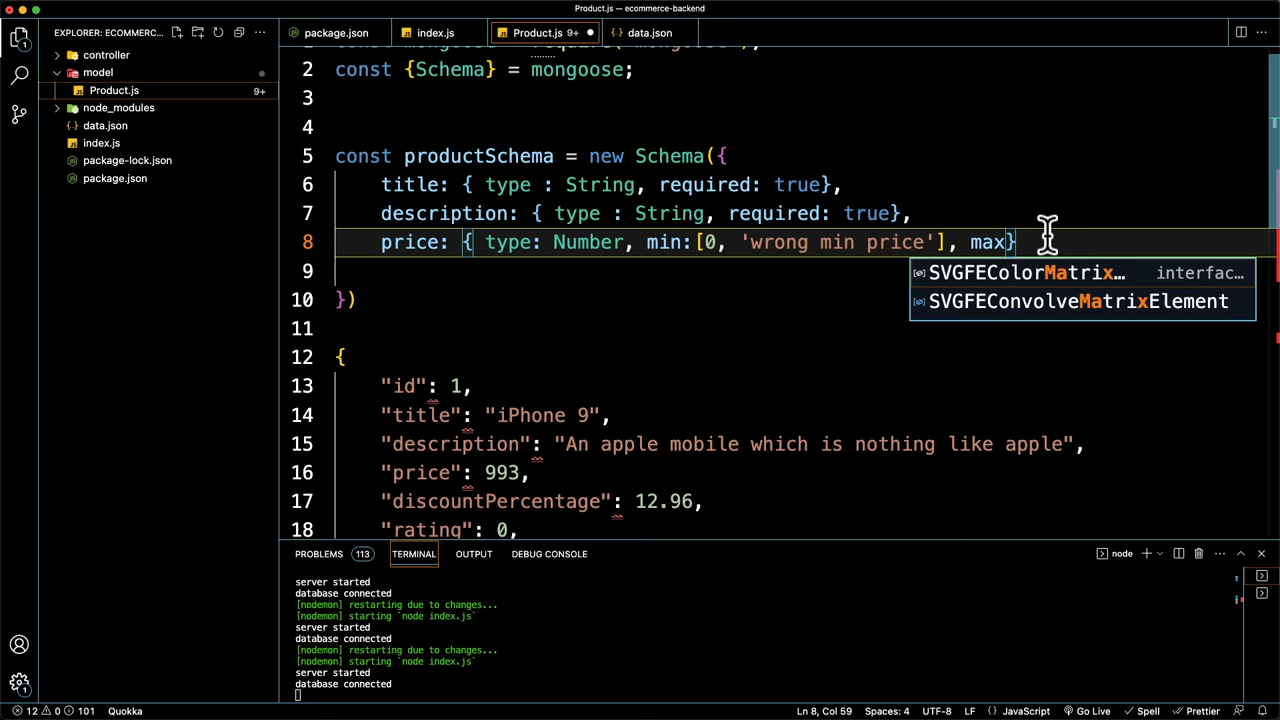 Product.js — ecommerce-backend
EXPLORER: ECOMMERC...
package.json
index.js
Product.js 9+
data.json
controller
model
Product.js 9+
node_modules
data.json
index.js
package-lock.json
package.json
2 const {Schema} = mongoose;
3
4
5 const productSchema = new Schema({
6 title: { type : String, required: true},
7 description: { type : String, required: true},
8 price: { type: Number, min:[0, 'wrong min price'], max}
SVGFEColorMatrix… interfac…
SVGFEConvolveMatrixElement
9
10 })
11
12 {
13 "id": 1,
14 "title": "iPhone 9",
15 "description": "An apple mobile which is nothing like apple",
16 "price": 993,
17 "discountPercentage": 12.96,
18 "rating": 0,
PROBLEMS 113 TERMINAL OUTPUT DEBUG CONSOLE
node
server started
database connected
[nodemon] restarting due to changes...
[nodemon] starting `node index.js`
server started
database connected
[nodemon] restarting due to changes...
[nodemon] starting `node index.js`
server started
database connected
12 0 101 Quokka
Ln 8, Col 59 Spaces: 4 UTF-8 LF {} JavaScript Go Live Spell Prettier